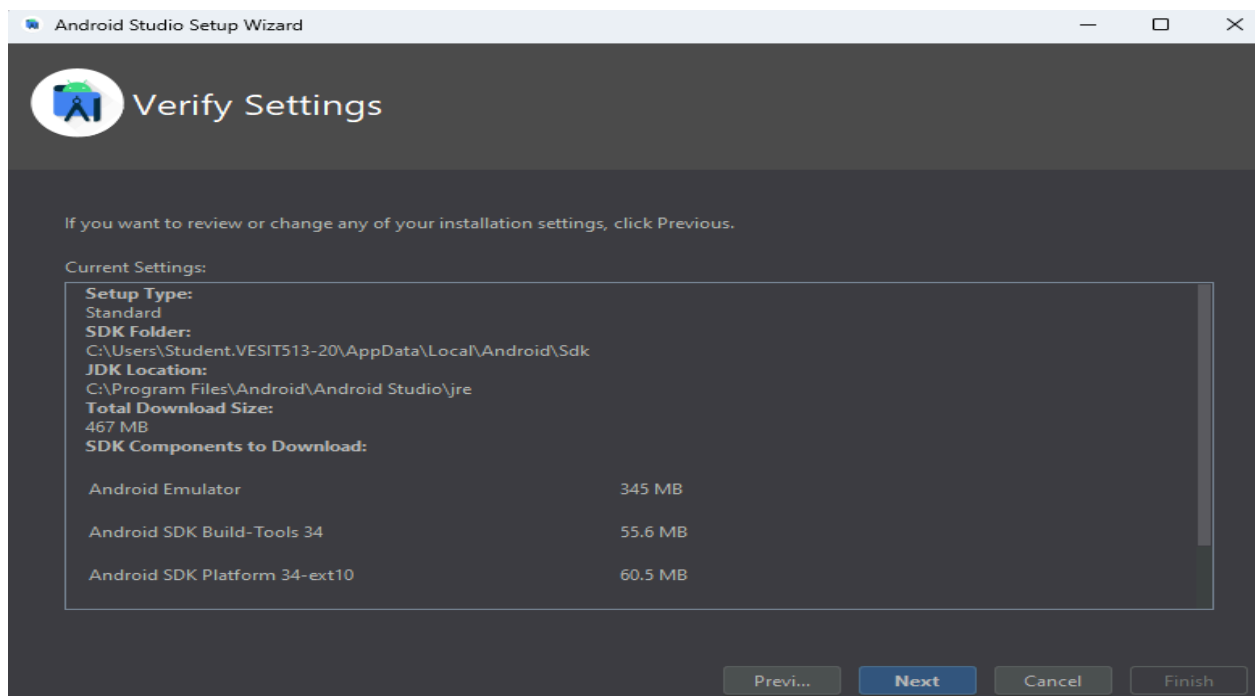 Android Studio Setup Wizard
Verify Settings
If you want to review or change any of your installation settings, click Previous.
Current Settings:
Setup Type:
Standard
SDK Folder:
C:\Users\Student.VESIT513-20\AppData\Local\Android\Sdk
JDK Location:
C:\Program Files\Android\Android Studio\jre
Total Download Size:
467 MB
SDK Components to Download:
Android Emulator 345 MB
Android SDK Build-Tools 34 55.6 MB
Android SDK Platform 34-ext10 60.5 MB
Previ... Next Cancel Finish